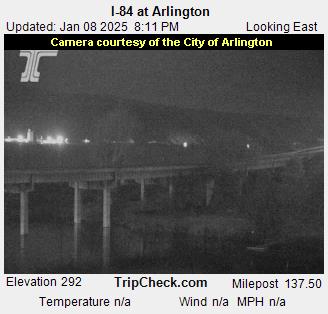 I-84 at Arlington
Updated: Jan 08 2025 8:11 PM Looking East
Camera courtesy of the City of Arlington
Elevation 292 TripCheck.com Milepost 137.50
Temperature n/a Wind n/a MPH n/a